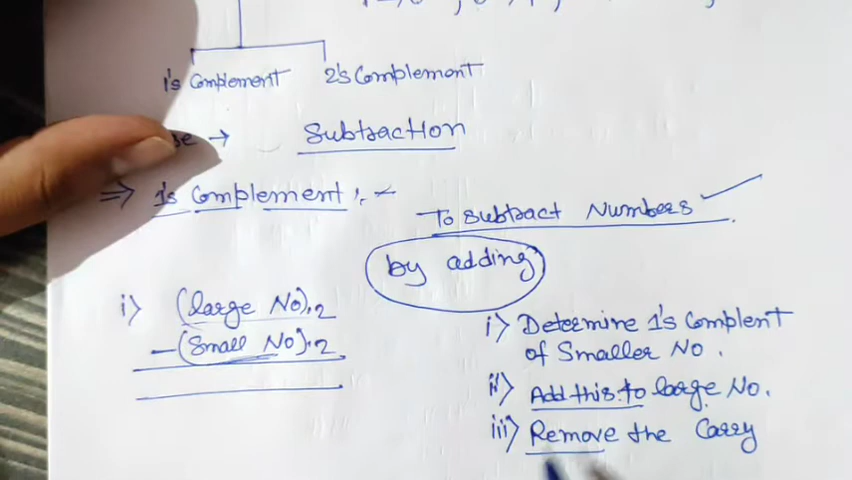 1's Complement 2's Complement
se → Subtraction
⇒ 1's Complement :-
To subtract Numbers ✓
by adding
i) (large No).2
-(Small No).2
i) Determine 1's Complent
of Smaller No.
ii) Add this to large No.
iii) Remove the Carry